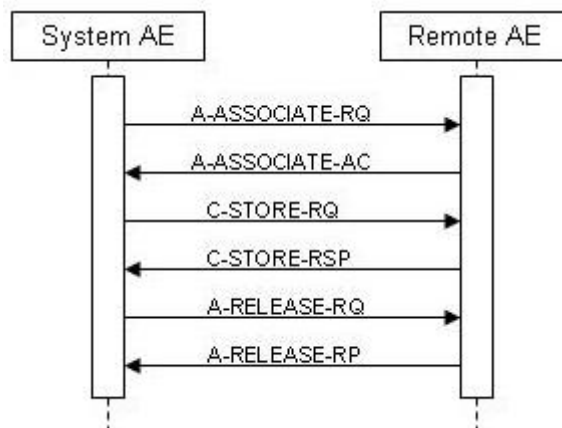 System AE
Remote AE
A-ASSOCIATE-RQ
A-ASSOCIATE-AC
C-STORE-RQ
C-STORE-RSP
A-RELEASE-RQ
A-RELEASE-RP